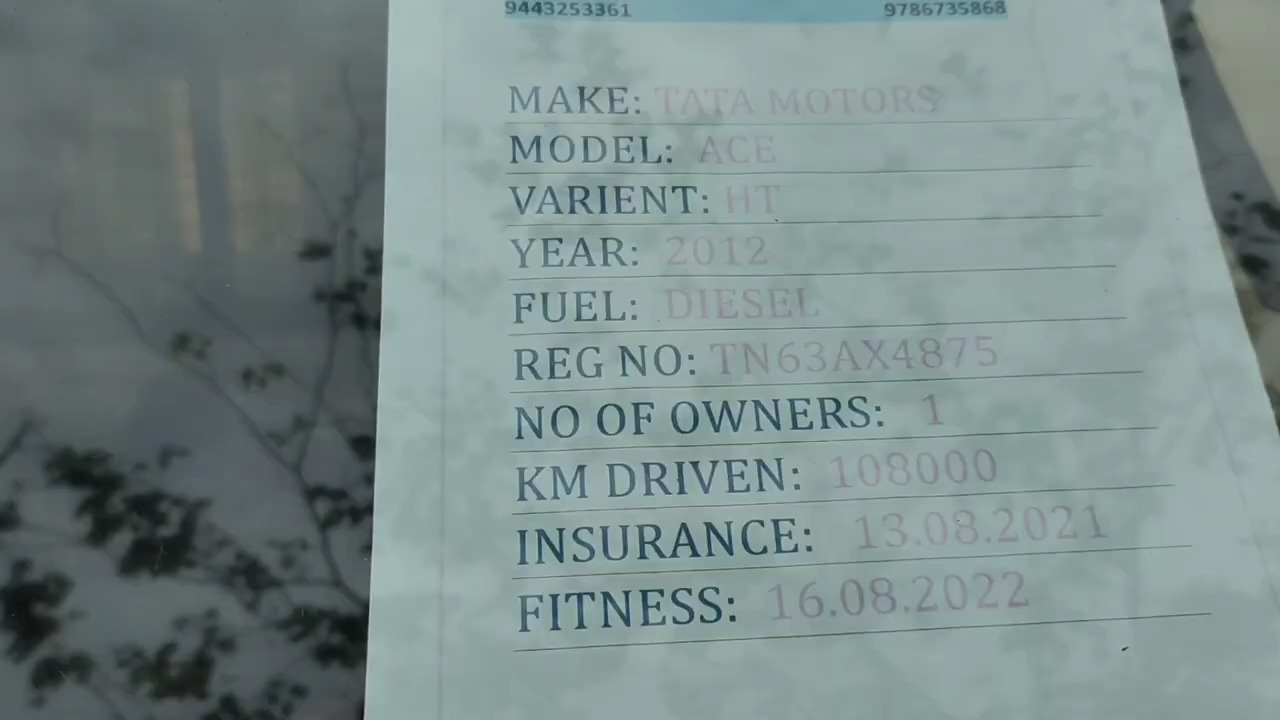 9443253361 9786735868
MAKE: TATA MOTORS
MODEL: ACE
VARIENT: HT
YEAR: 2012
FUEL: DIESEL
REG NO: TN63AX4875
NO OF OWNERS: 1
KM DRIVEN: 108000
INSURANCE: 13.08.2021
FITNESS: 16.08.2022